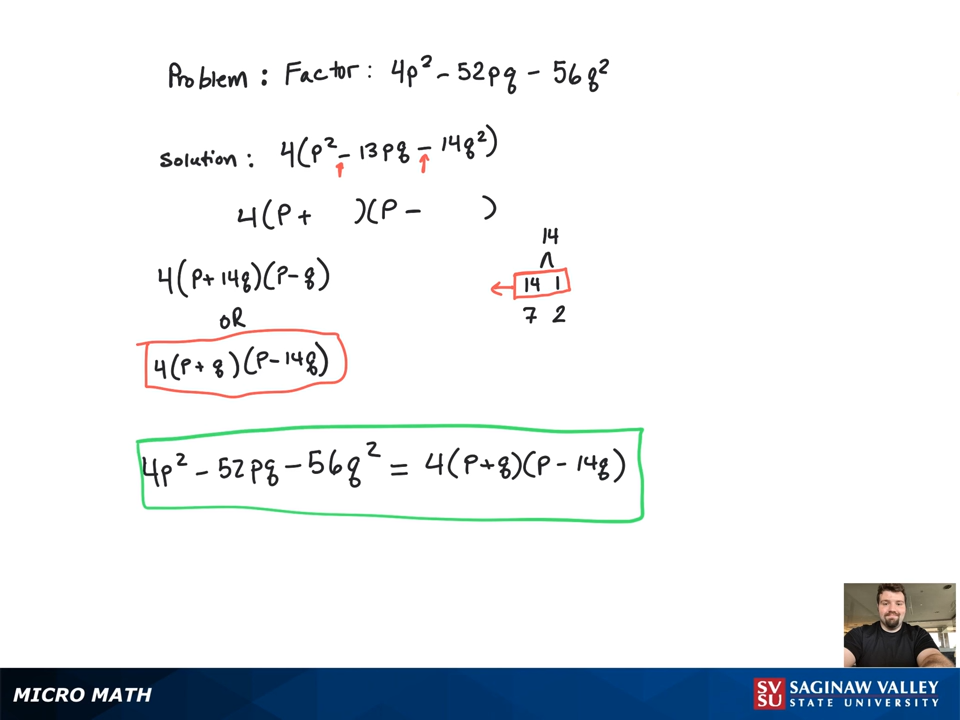 Problem: Factor: 4p² - 52pq - 56q²
Solution: 4(p² - 13pq - 14q²)
4(p + )(p - )
14
14 1
7 2
4(p + 14q)(p - q)
OR
4(p + q)(p - 14q)
4p² - 52pq - 56q² = 4(p + q)(p - 14q)
MICRO MATH
SV SU SAGINAW VALLEY
STATE UNIVERSITY